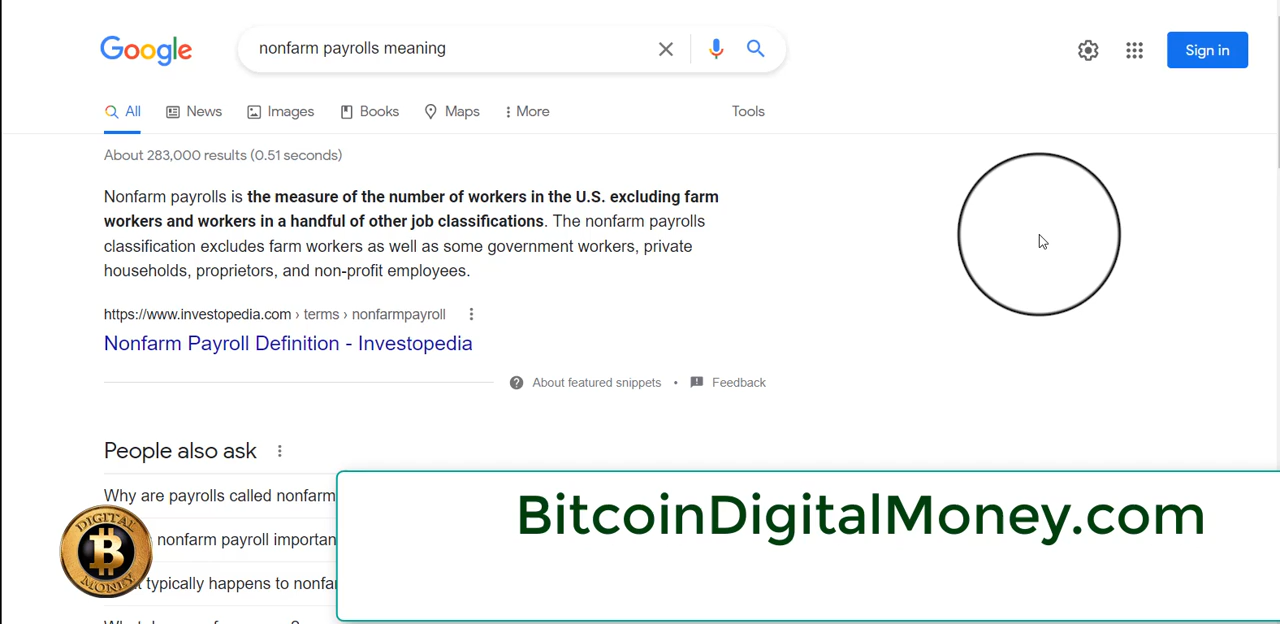 Google
nonfarm payrolls meaning
Sign in
All News Images Books Maps More Tools
About 283,000 results (0.51 seconds)
Nonfarm payrolls is the measure of the number of workers in the U.S. excluding farm
workers and workers in a handful of other job classifications. The nonfarm payrolls
classification excludes farm workers as well as some government workers, private
households, proprietors, and non-profit employees.
https://www.investopedia.com › terms › nonfarmpayroll
Nonfarm Payroll Definition - Investopedia
About featured snippets • Feedback
People also ask
Why are payrolls called nonfarm
nonfarm payroll importan
typically happens to nonfa
DIGITAL
MONEY
BitcoinDigitalMoney.com